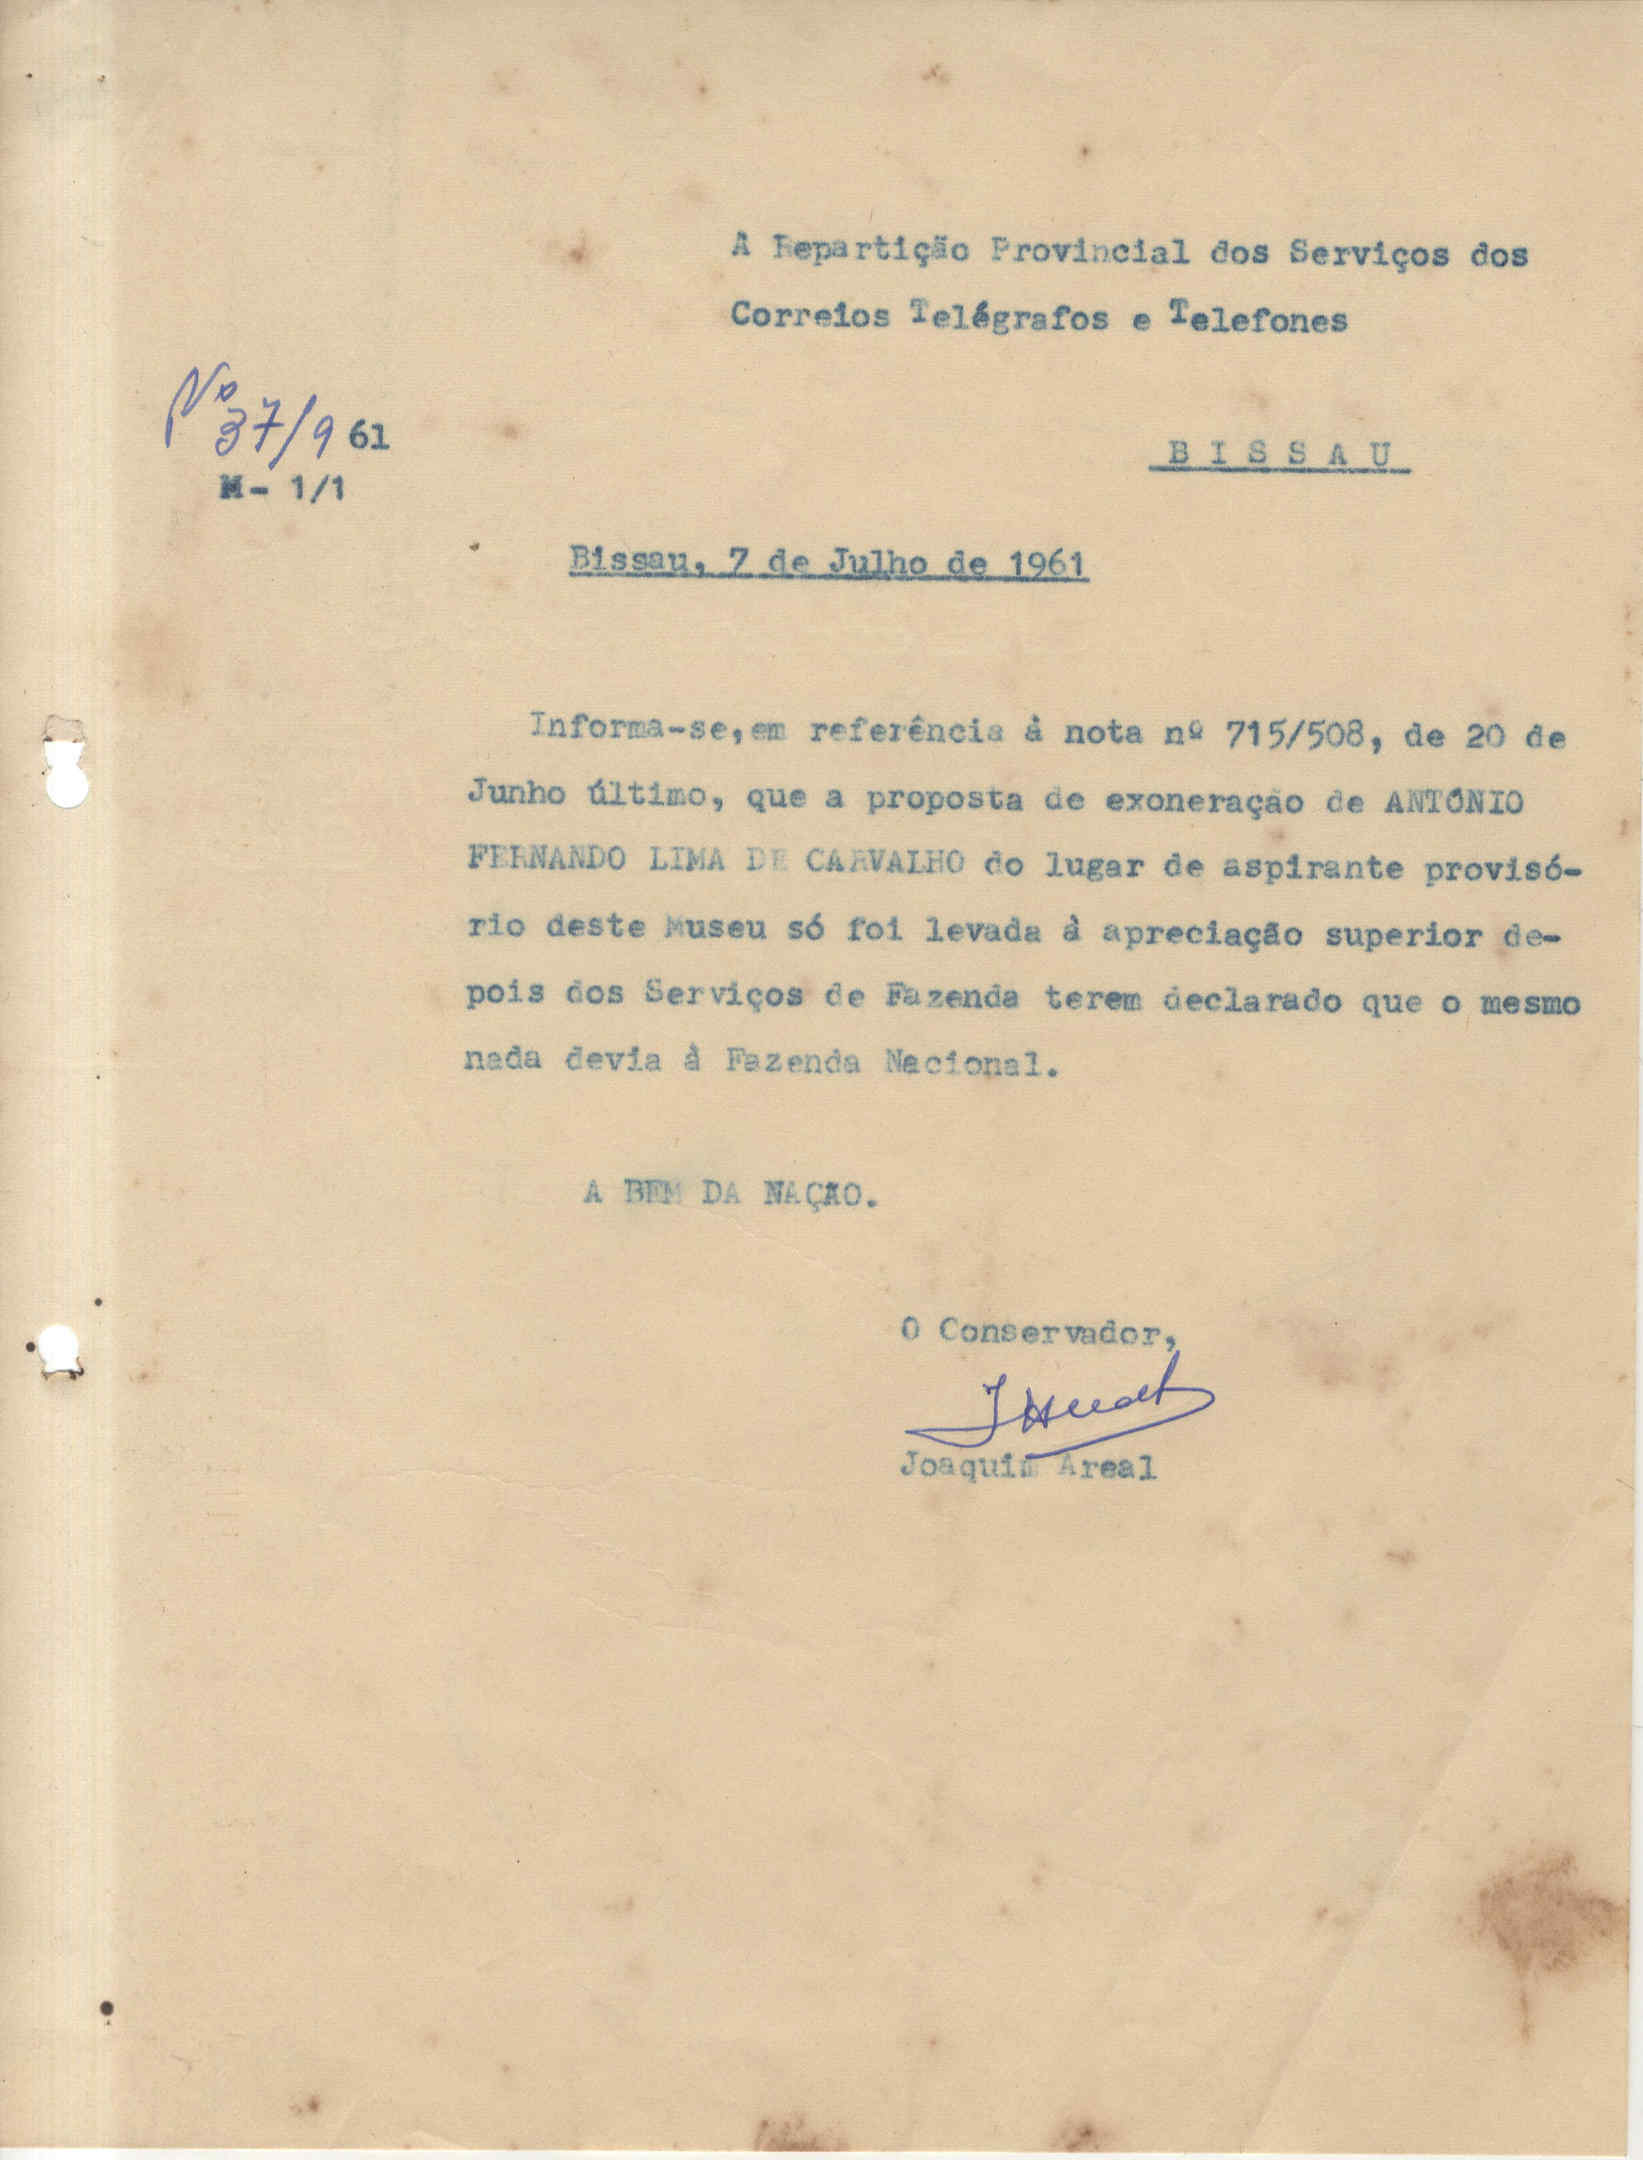 A Repartição Provincial dos Serviços dos
Correios Telégrafos e Telefones
Nº 37/961
M- 1/1
B I S S A U
Bissau, 7 de Julho de 1961
Informa-se,em referência à nota nº 715/508, de 20 de
Junho último, que a proposta de exoneração de ANTÓNIO
FERNANDO LIMA DE CARVALHO do lugar de aspirante provisó-
rio deste Museu só foi levada à apreciação superior de-
pois dos Serviços de Fazenda terem declarado que o mesmo
nada devia à Fazenda Nacional.
A BEM DA NAÇÃO.
O Conservador,
Joaquim Areal